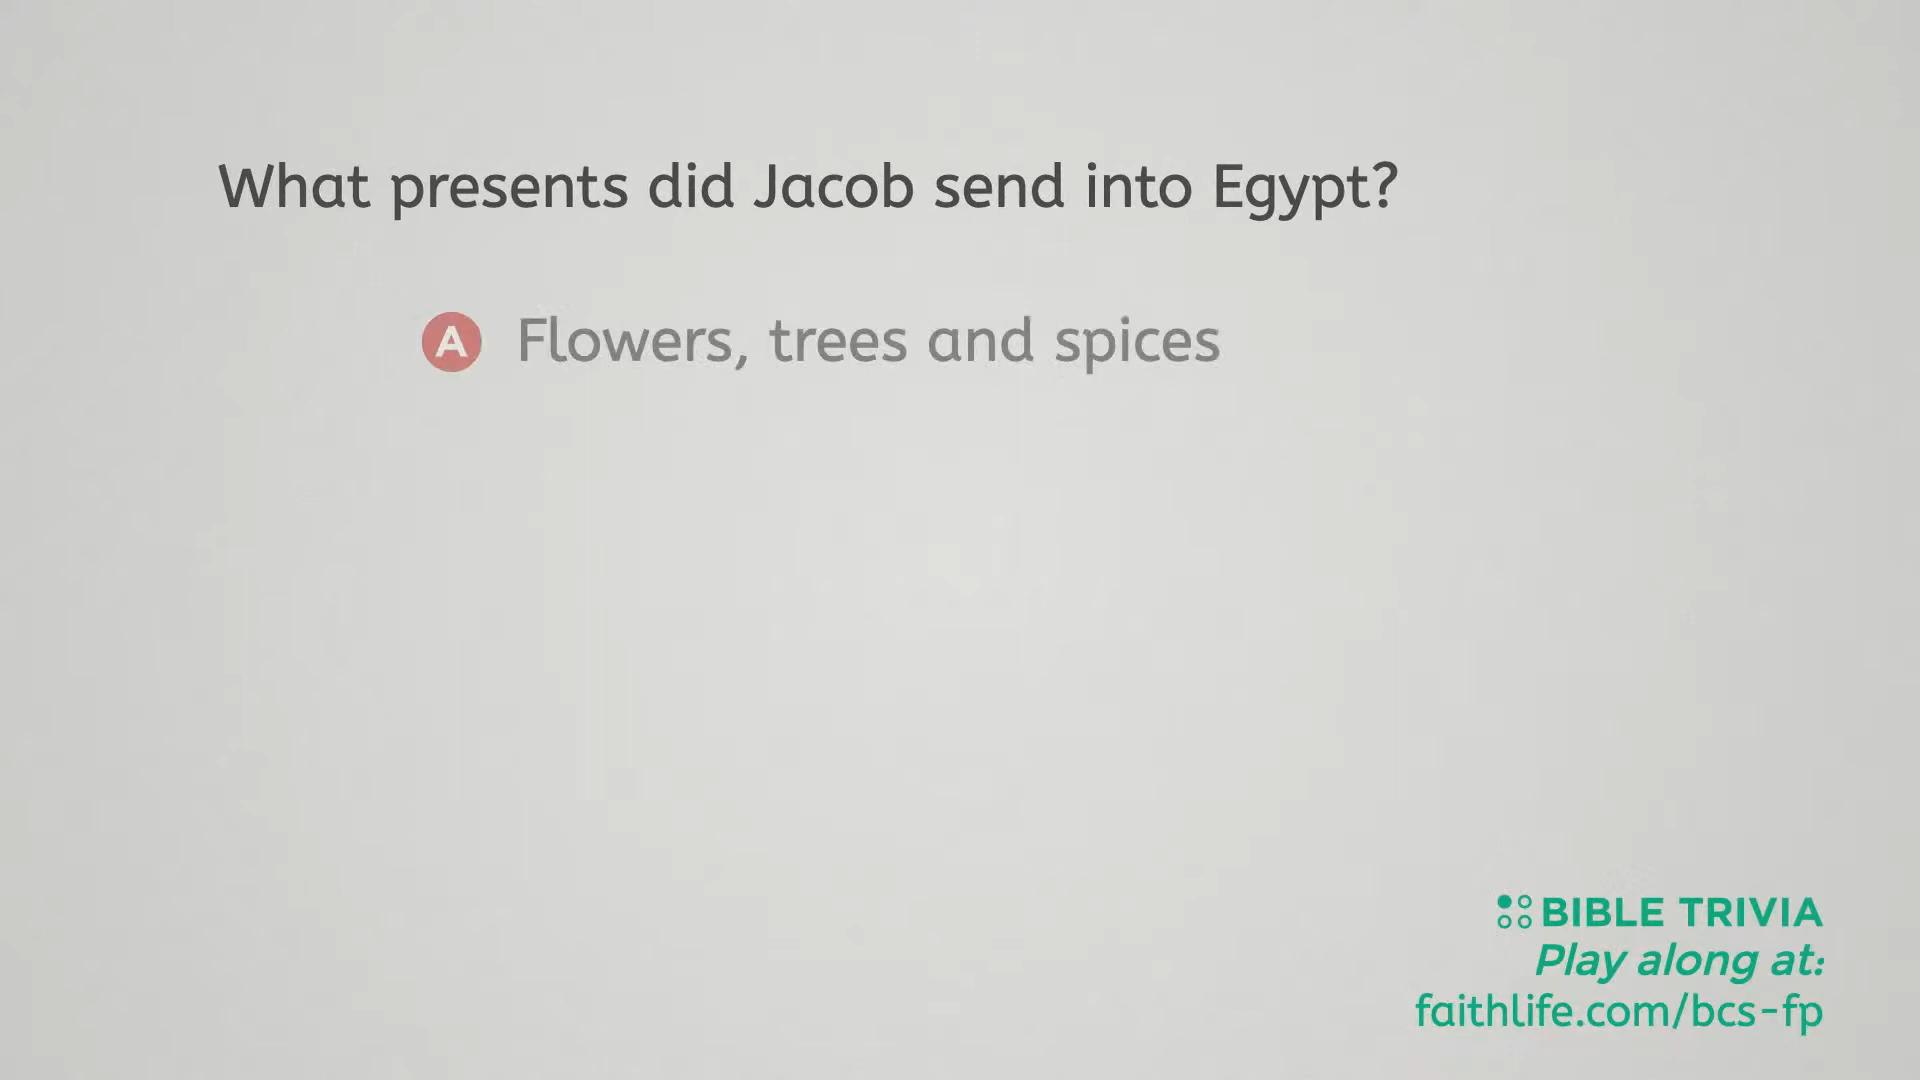 What presents did Jacob send into Egypt?
A Flowers, trees and spices
BIBLE TRIVIA
Play along at:
faithlife.com/bcs-fp